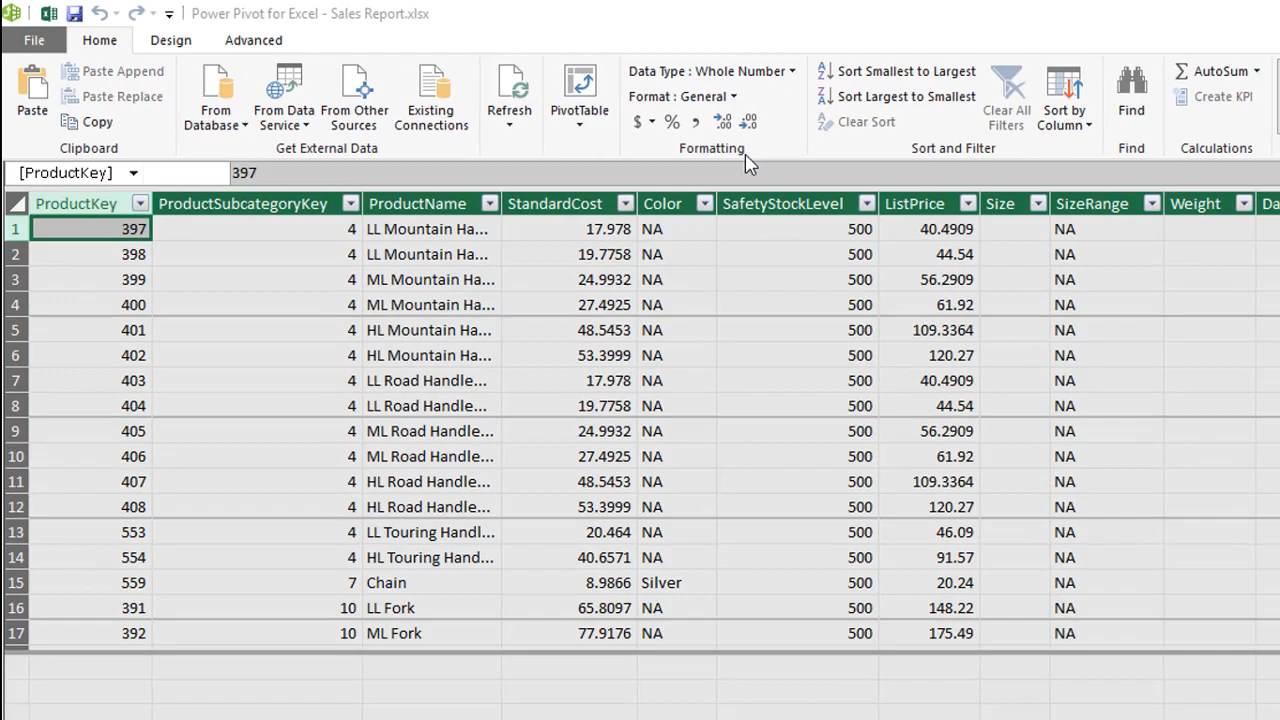 Power Pivot for Excel - Sales Report.xlsx
File Home Design Advanced
Paste
Paste Append
Paste Replace
Copy
Clipboard
From Database
From Data Service
From Other Sources
Existing Connections
Get External Data
Refresh
PivotTable
Data Type : Whole Number
Format : General
$ % , .00 .00
Formatting
Sort Smallest to Largest
Sort Largest to Smallest
Clear Sort
Clear All Filters
Sort by Column
Sort and Filter
Find
Find
AutoSum
Create KPI
Calculations
[ProductKey] 397
ProductKey ProductSubcategoryKey ProductName StandardCost Color SafetyStockLevel ListPrice Size SizeRange Weight Da
1 397 4 LL Mountain Ha... 17.978 NA 500 40.4909 NA
2 398 4 LL Mountain Ha... 19.7758 NA 500 44.54 NA
3 399 4 ML Mountain Ha... 24.9932 NA 500 56.2909 NA
4 400 4 ML Mountain Ha... 27.4925 NA 500 61.92 NA
5 401 4 HL Mountain Ha... 48.5453 NA 500 109.3364 NA
6 402 4 HL Mountain Ha... 53.3999 NA 500 120.27 NA
7 403 4 LL Road Handle... 17.978 NA 500 40.4909 NA
8 404 4 LL Road Handle... 19.7758 NA 500 44.54 NA
9 405 4 ML Road Handle... 24.9932 NA 500 56.2909 NA
10 406 4 ML Road Handle... 27.4925 NA 500 61.92 NA
11 407 4 HL Road Handle... 48.5453 NA 500 109.3364 NA
12 408 4 HL Road Handle... 53.3999 NA 500 120.27 NA
13 553 4 LL Touring Handl... 20.464 NA 500 46.09 NA
14 554 4 HL Touring Hand... 40.6571 NA 500 91.57 NA
15 559 7 Chain 8.9866 Silver 500 20.24 NA
16 391 10 LL Fork 65.8097 NA 500 148.22 NA
17 392 10 ML Fork 77.9176 NA 500 175.49 NA